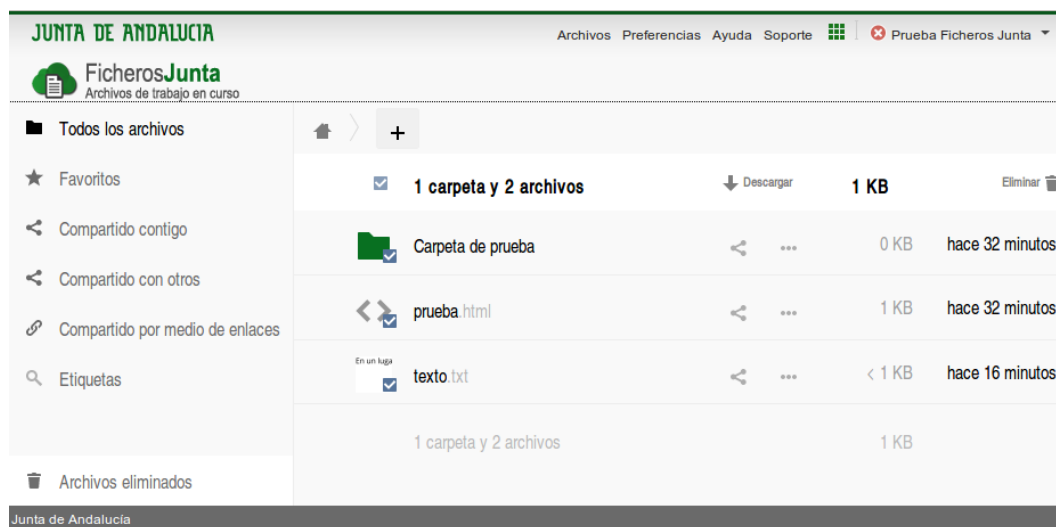 JUNTA DE ANDALUCIA
Archivos Preferencias Ayuda Soporte Prueba Ficheros Junta
FicherosJunta
Archivos de trabajo en curso
Todos los archivos
Favoritos
Compartido contigo
Compartido con otros
Compartido por medio de enlaces
Etiquetas
Archivos eliminados
1 carpeta y 2 archivos Descargar 1 KB Eliminar
Carpeta de prueba 0 KB hace 32 minutos
prueba.html 1 KB hace 32 minutos
En un luga
texto.txt < 1 KB hace 16 minutos
1 carpeta y 2 archivos 1 KB
Junta de Andalucía